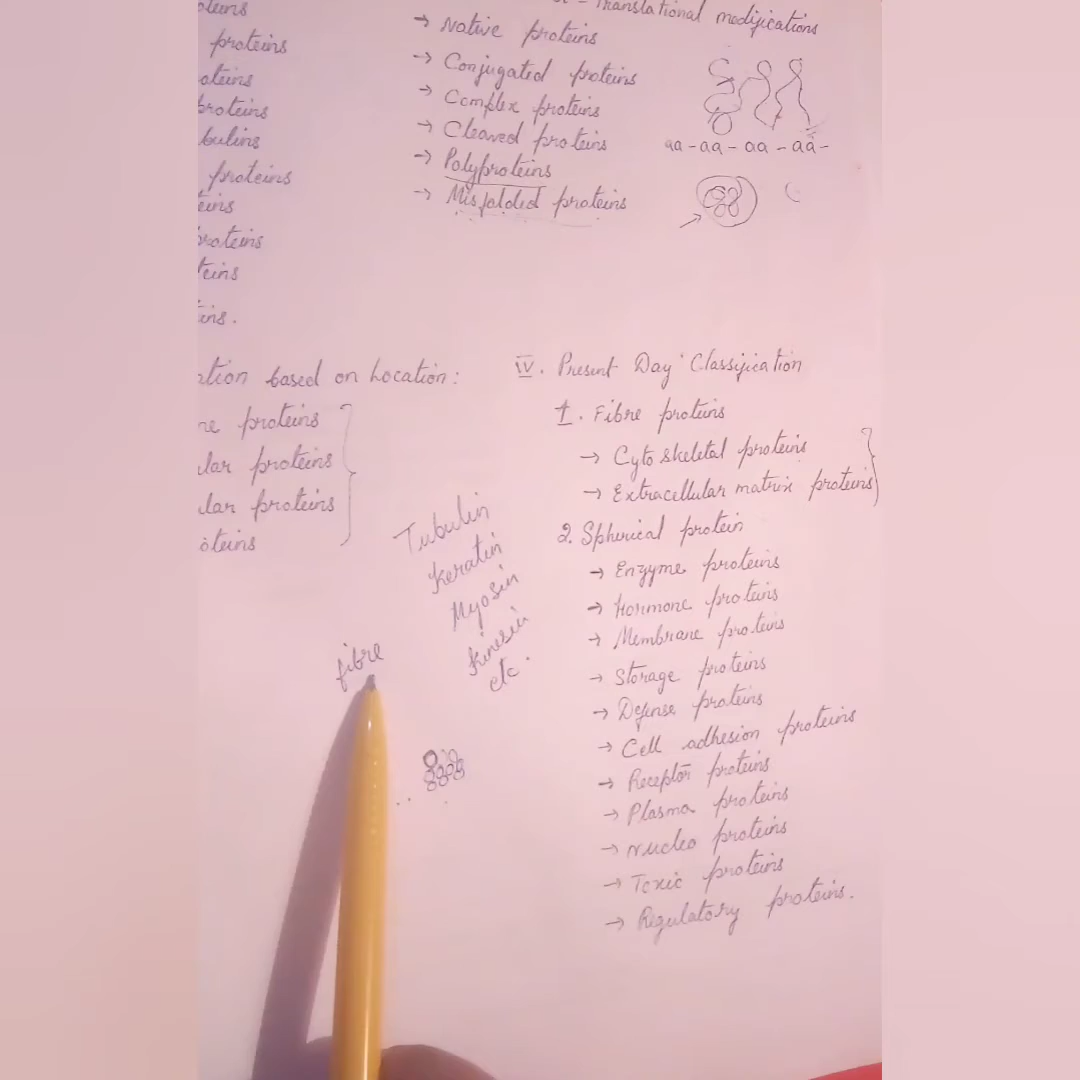 Translational modifications
→ Native proteins
→ Conjugated proteins
→ Complex proteins
→ Cleaved proteins
→ Polyproteins
→ Misfolded proteins
aa - aa - aa - aa -
proteins
proteins
proteins
based on Location:
proteins
proteins
proteins
IV. Present Day Classification
1. Fibre proteins
→ Cyto skeletal proteins
→ Extracellular matrix proteins
2. Spherical protein
→ Enzyme proteins
→ Hormone proteins
→ Membrane proteins
→ Storage proteins
→ Defense proteins
→ Cell adhesion proteins
→ Receptor proteins
→ Plasma proteins
→ Nucleo proteins
→ Toxic proteins
→ Regulatory proteins.
Tubulin
Keratin
Myosin
Kinesin
etc.
fibre